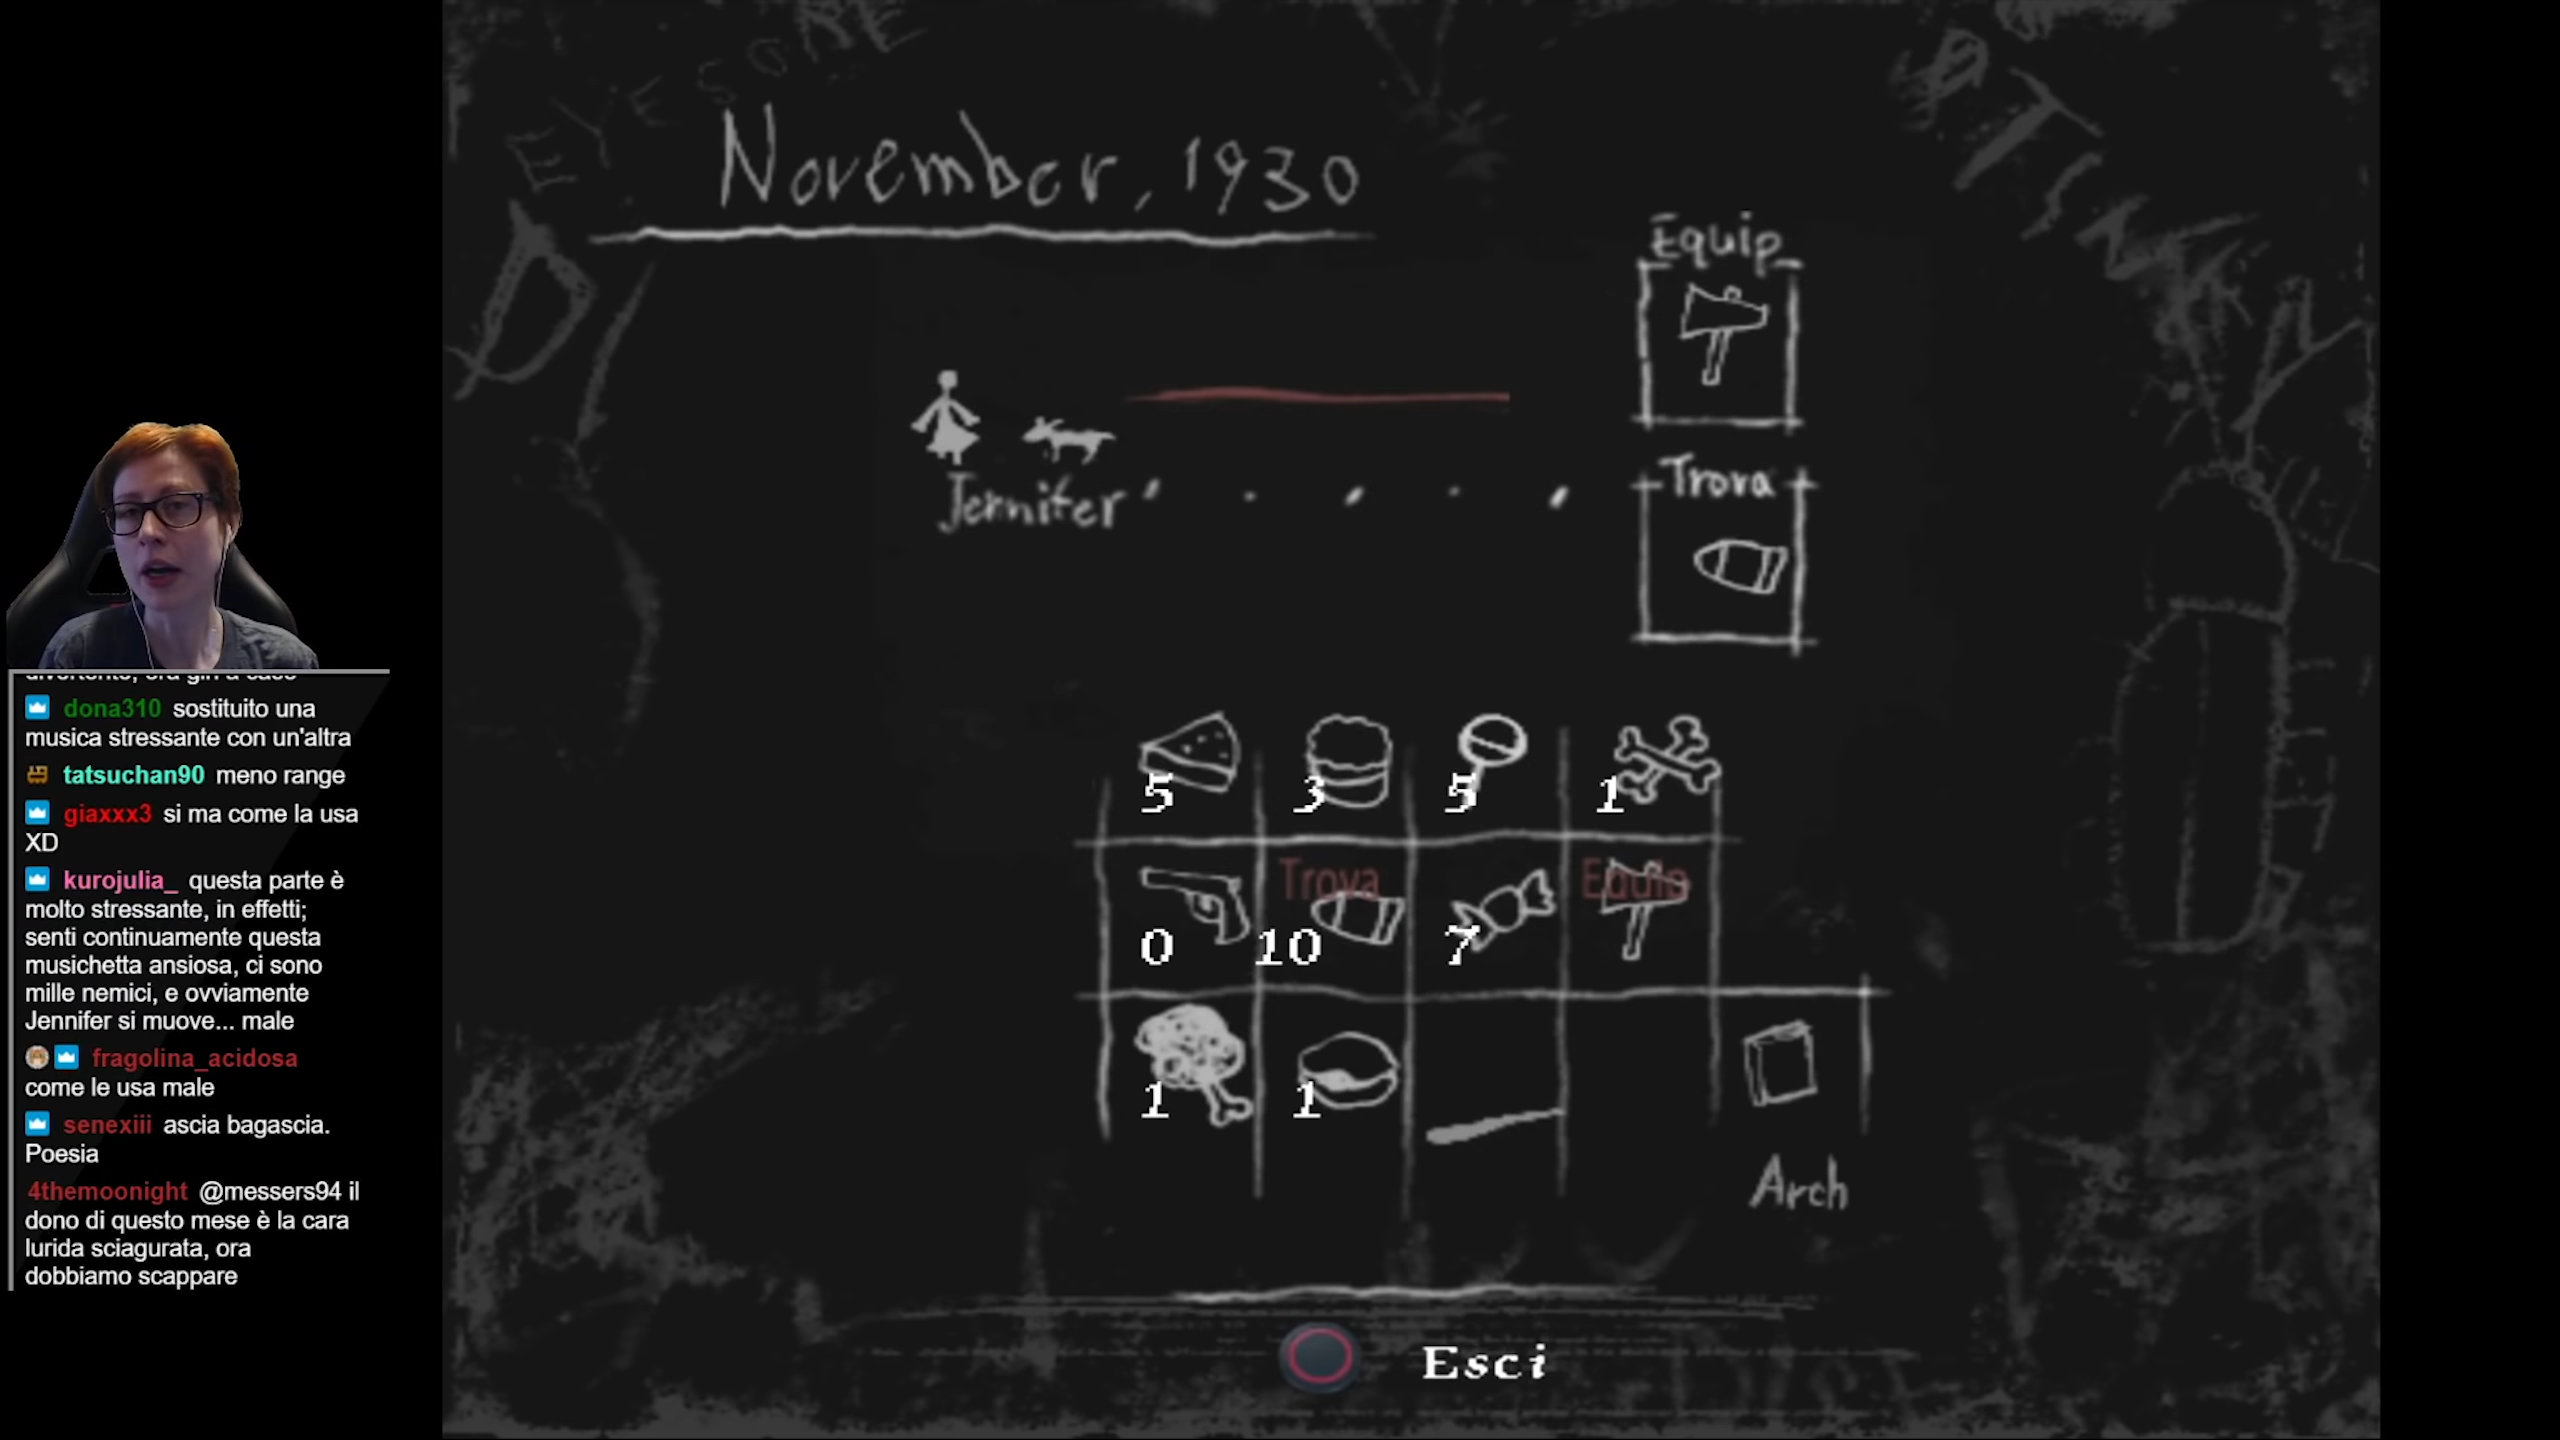 dona310 sostituito una
musica stressante con un'altra
tatsuchan90 meno range
giaxxx3 si ma come la usa
XD
kurojulia_ questa parte è
molto stressante, in effetti;
senti continuamente questa
musichetta ansiosa, ci sono
mille nemici, e ovviamente
Jennifer si muove... male
fragolina_acidosa
come le usa male
senexiii ascia bagascia.
Poesia
4themoonight @messers94 il
dono di questo mese è la cara
lurida sciagurata, ora
dobbiamo scappare
EYESORE
November, 1930
Equip
Jennifer
Trova
5 3 5 1
Trova Equip
0 10 7
1 1
Arch
Esci